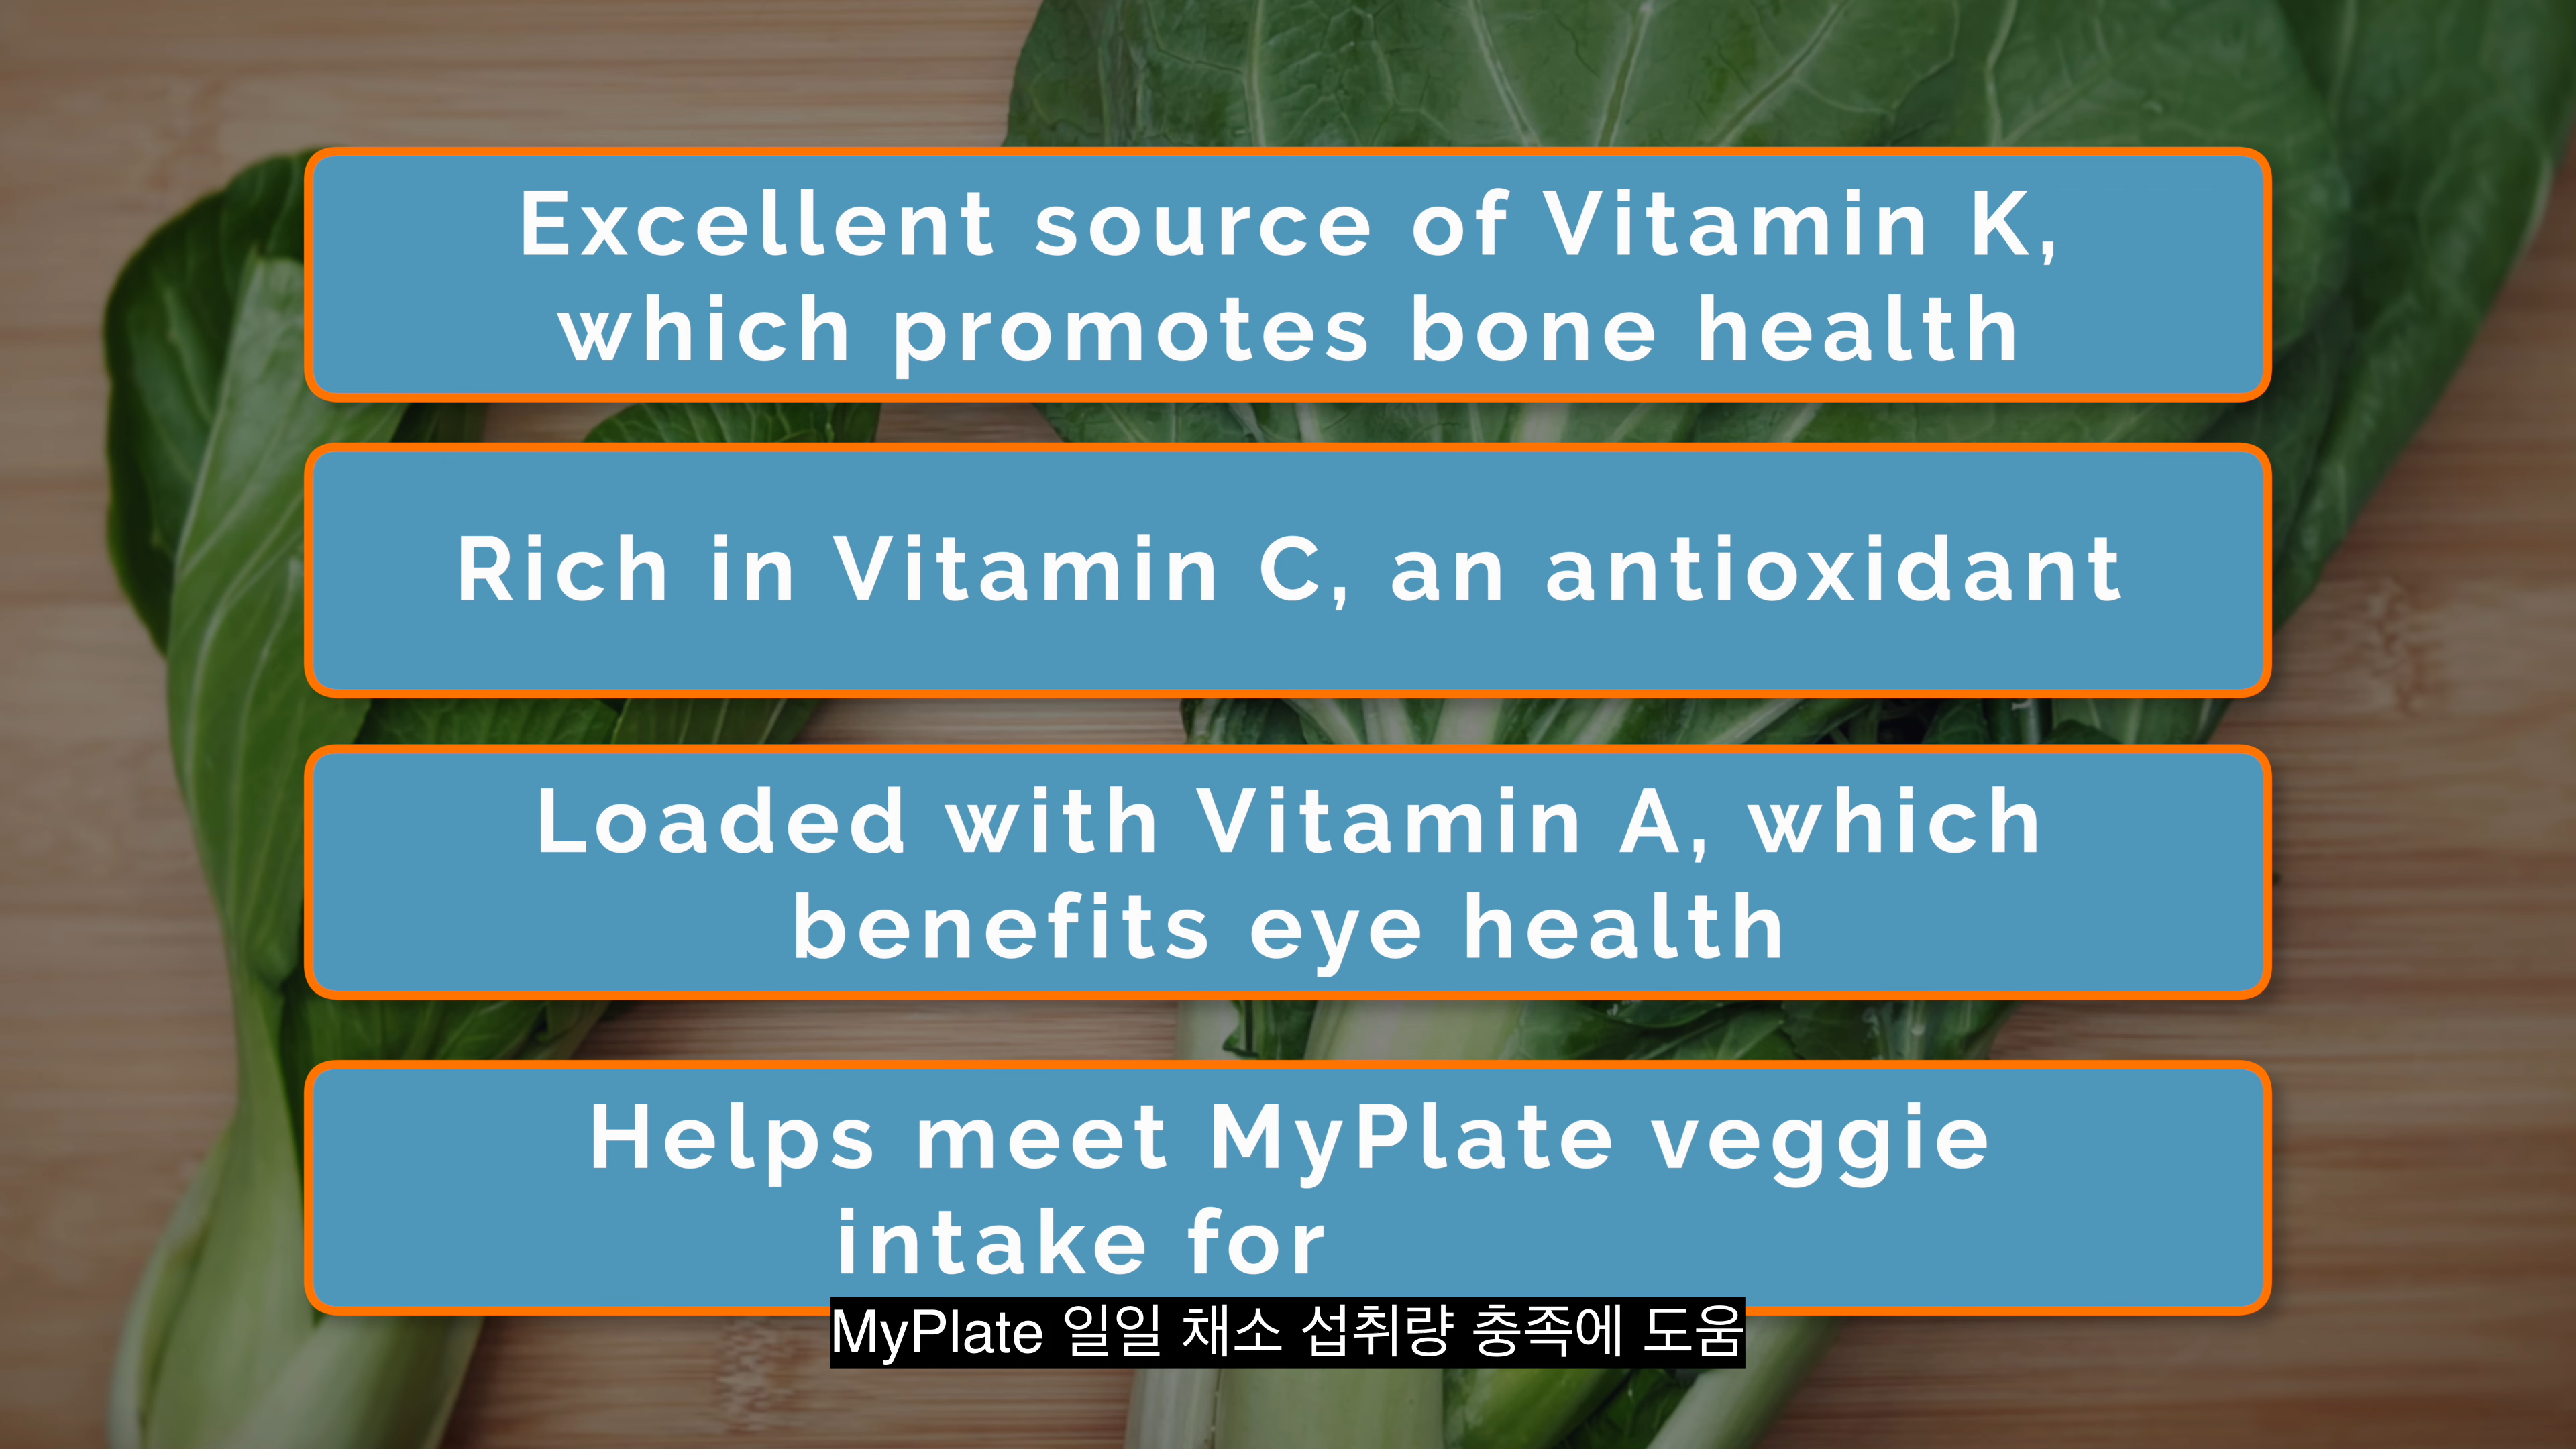 Excellent source of Vitamin K,
which promotes bone health
Rich in Vitamin C, an antioxidant
Loaded with Vitamin A, which
benefits eye health
Helps meet MyPlate veggie
intake for
MyPlate 일일 채소 섭취량 충족에 도움